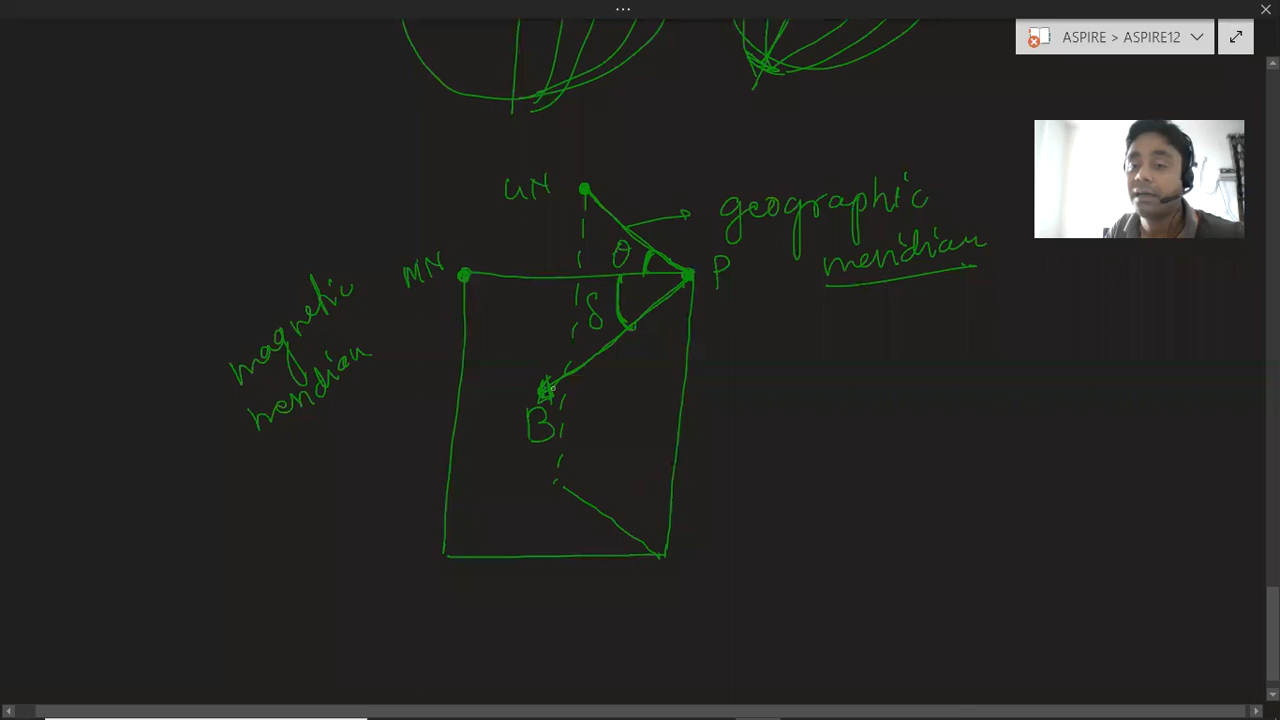 ASPIRE > ASPIRE12
GN
geographic
meridian
θ
MN
P
magnetic
meridian
δ
B